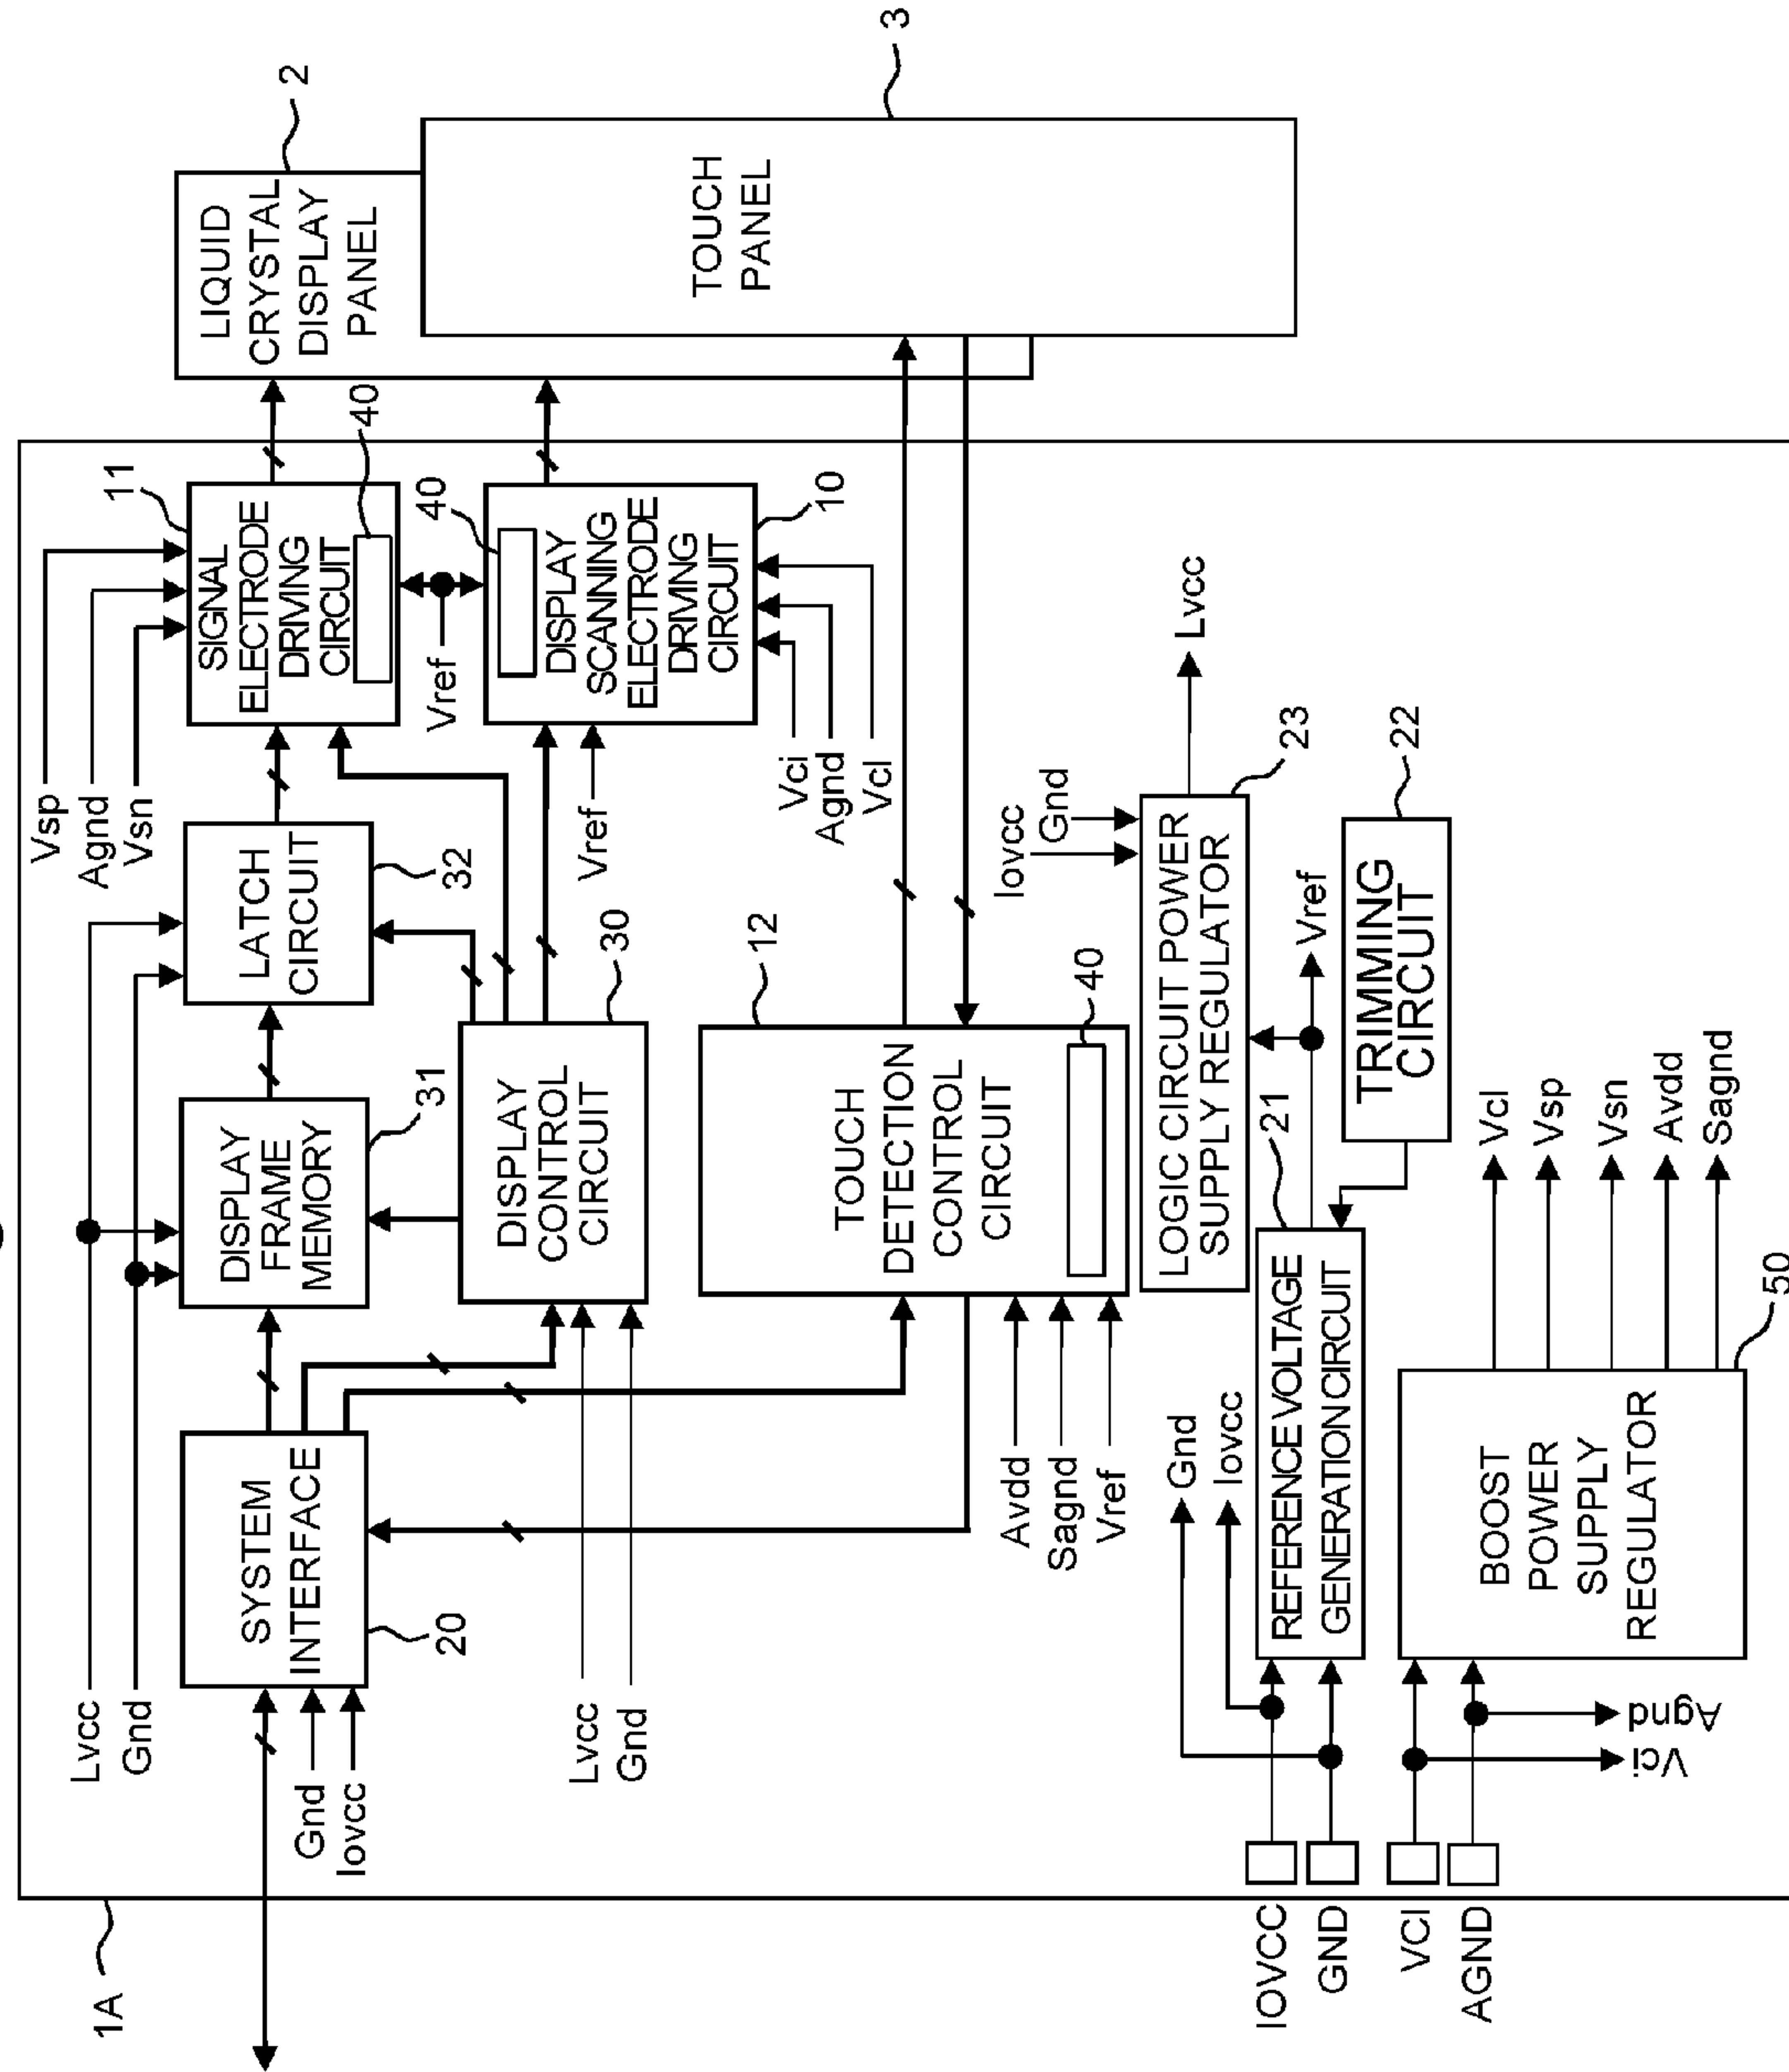 1A
Lvcc
Gnd
SYSTEM
INTERFACE
20
Gnd
Iovcc
DISPLAY
FRAME
MEMORY
31
LATCH
CIRCUIT
32
Vsp
Agnd
Vsn
SIGNAL
ELECTRODE
DRIVING
CIRCUIT
11
40
Vref
LIQUID
CRYSTAL
DISPLAY
PANEL
2
TOUCH
PANEL
3
Lvcc
Gnd
DISPLAY
CONTROL
CIRCUIT
30
Vref
40
DISPLAY
SCANNING
ELECTRODE
DRIVING
CIRCUIT
10
Vci
Agnd
Vcl
Avdd
Sagnd
Vref
TOUCH
DETECTION
CONTROL
CIRCUIT
12
40
Iovcc
Gnd
LOGIC CIRCUIT POWER
SUPPLY REGULATOR
23
Lvcc
Gnd
Iovcc
IOVCC
GND
REFERENCE VOLTAGE
GENERATION CIRCUIT
21
Vref
TRIMMING
CIRCUIT
22
VCI
AGND
Vci
Agnd
BOOST
POWER
SUPPLY
REGULATOR
50
Vcl
Vsp
Vsn
Avdd
Sagnd